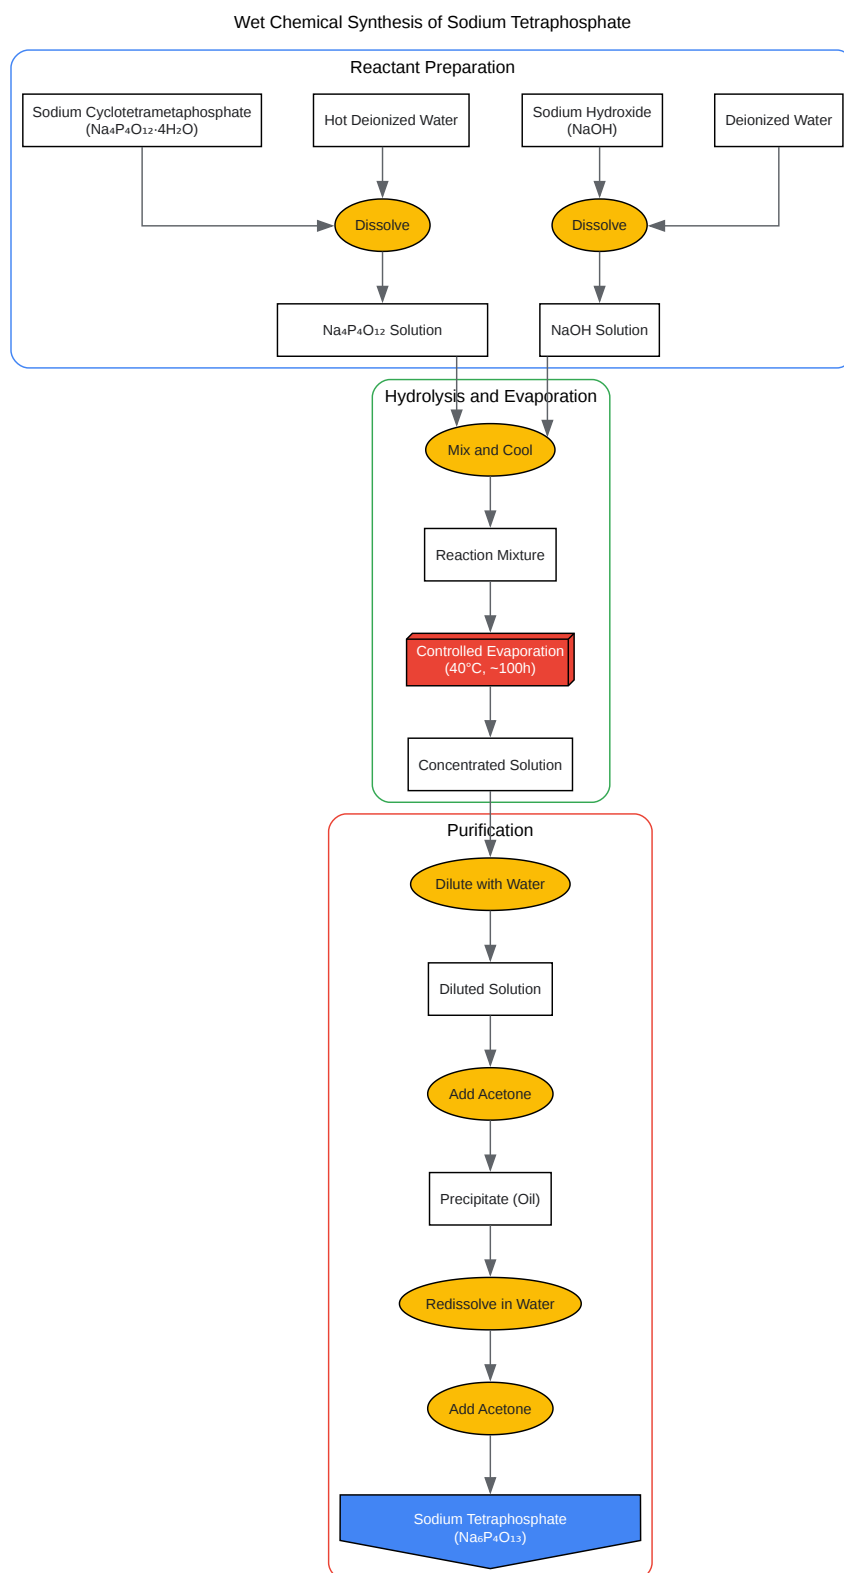 Wet Chemical Synthesis of Sodium Tetraphosphate
Reactant Preparation
Sodium Cyclotetrametaphosphate
(Na₄P₄O₁₂·4H₂O)
Hot Deionized Water
Sodium Hydroxide
(NaOH)
Deionized Water
Dissolve
Dissolve
Na₄P₄O₁₂ Solution
NaOH Solution
Hydrolysis and Evaporation
Mix and Cool
Reaction Mixture
Controlled Evaporation
(40°C, ~100h)
Concentrated Solution
Purification
Dilute with Water
Diluted Solution
Add Acetone
Precipitate (Oil)
Redissolve in Water
Add Acetone
Sodium Tetraphosphate
(Na₆P₄O₁₃)